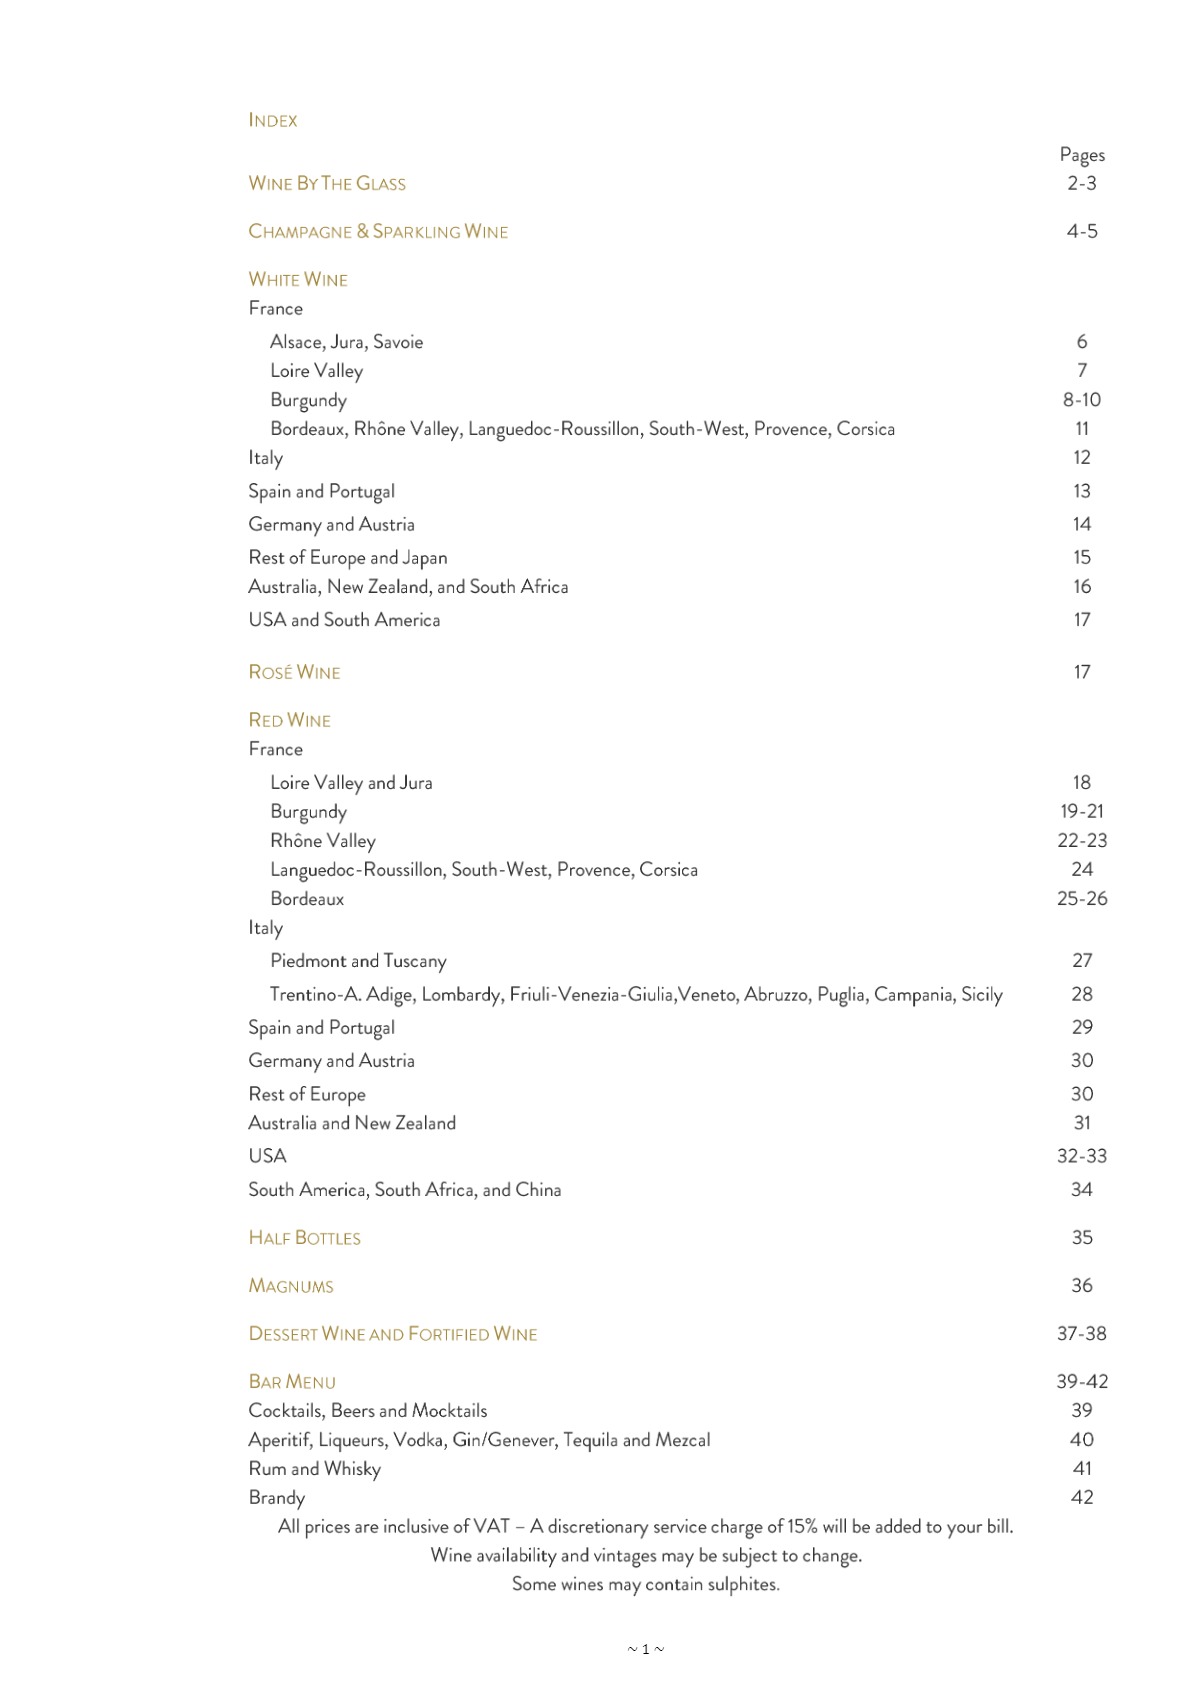 INDEX
Pages
WINE BY THE GLASS 2-3
CHAMPAGNE & SPARKLING WINE 4-5
WHITE WINE
France
Alsace, Jura, Savoie 6
Loire Valley 7
Burgundy 8-10
Bordeaux, Rhône Valley, Languedoc-Roussillon, South-West, Provence, Corsica 11
Italy 12
Spain and Portugal 13
Germany and Austria 14
Rest of Europe and Japan 15
Australia, New Zealand, and South Africa 16
USA and South America 17
ROSÉ WINE 17
RED WINE
France
Loire Valley and Jura 18
Burgundy 19-21
Rhône Valley 22-23
Languedoc-Roussillon, South-West, Provence, Corsica 24
Bordeaux 25-26
Italy
Piedmont and Tuscany 27
Trentino-A. Adige, Lombardy, Friuli-Venezia-Giulia,Veneto, Abruzzo, Puglia, Campania, Sicily 28
Spain and Portugal 29
Germany and Austria 30
Rest of Europe 30
Australia and New Zealand 31
USA 32-33
South America, South Africa, and China 34
HALF BOTTLES 35
MAGNUMS 36
DESSERT WINE AND FORTIFIED WINE 37-38
BAR MENU 39-42
Cocktails, Beers and Mocktails 39
Aperitif, Liqueurs, Vodka, Gin/Genever, Tequila and Mezcal 40
Rum and Whisky 41
Brandy 42
All prices are inclusive of VAT – A discretionary service charge of 15% will be added to your bill.
Wine availability and vintages may be subject to change.
Some wines may contain sulphites.
~ 1 ~